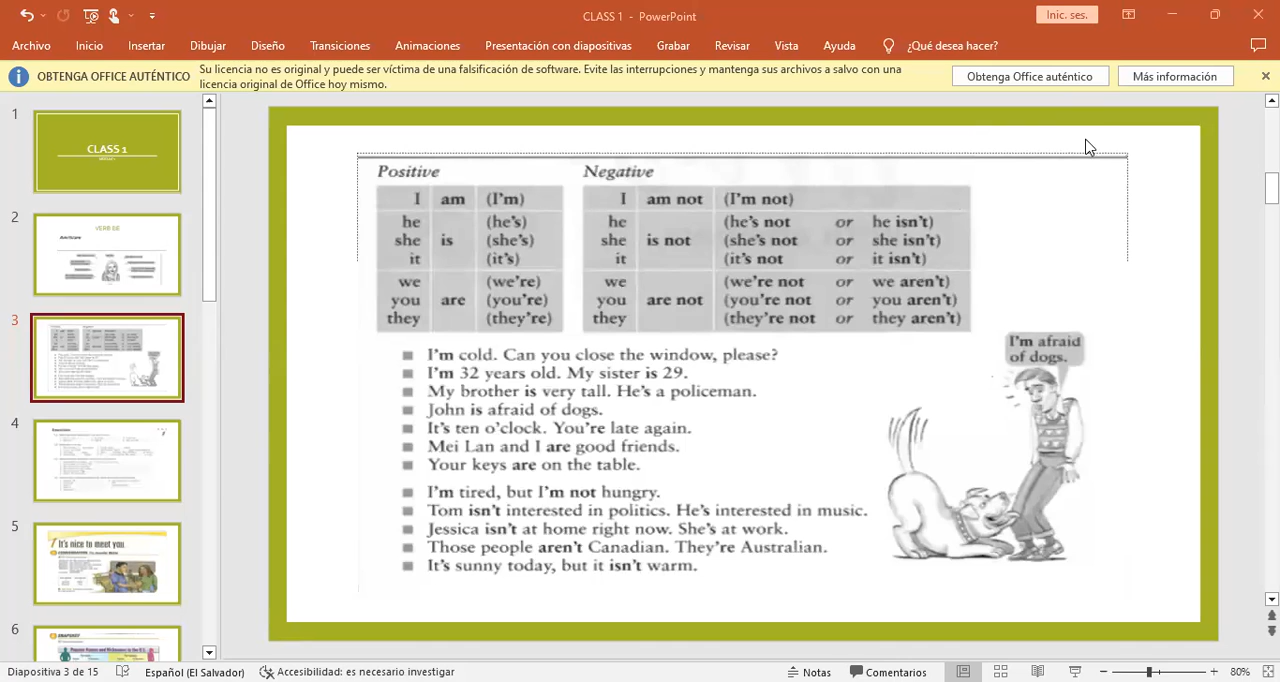 CLASS 1 - PowerPoint
Inic. ses.
Archivo Inicio Insertar Dibujar Diseño Transiciones Animaciones Presentación con diapositivas Grabar Revisar Vista Ayuda ¿Qué desea hacer?
OBTENGA OFFICE AUTÉNTICO Su licencia no es original y puede ser víctima de una falsificación de software. Evite las interrupciones y mantenga sus archivos a salvo con una
licencia original de Office hoy mismo.
Obtenga Office auténtico Más información
1
CLASS 1
2
VERB BE
3
4
5
It's nice to meet you
6
SNAPSHOT
Positive Negative
I am (I'm) I am not (I'm not)
he (he's) he (he's not or he isn't)
she is (she's) she is not (she's not or she isn't)
it (it's) it (it's not or it isn't)
we (we're) we (we're not or we aren't)
you are (you're) you are not (you're not or you aren't)
they (they're) they (they're not or they aren't)
I'm cold. Can you close the window, please?
I'm 32 years old. My sister is 29.
My brother is very tall. He's a policeman.
John is afraid of dogs.
It's ten o'clock. You're late again.
Mei Lan and I are good friends.
Your keys are on the table.
I'm tired, but I'm not hungry.
Tom isn't interested in politics. He's interested in music.
Jessica isn't at home right now. She's at work.
Those people aren't Canadian. They're Australian.
It's sunny today, but it isn't warm.
I'm afraid
of dogs.
Diapositiva 3 de 15 Español (El Salvador) Accesibilidad: es necesario investigar Notas Comentarios 80%